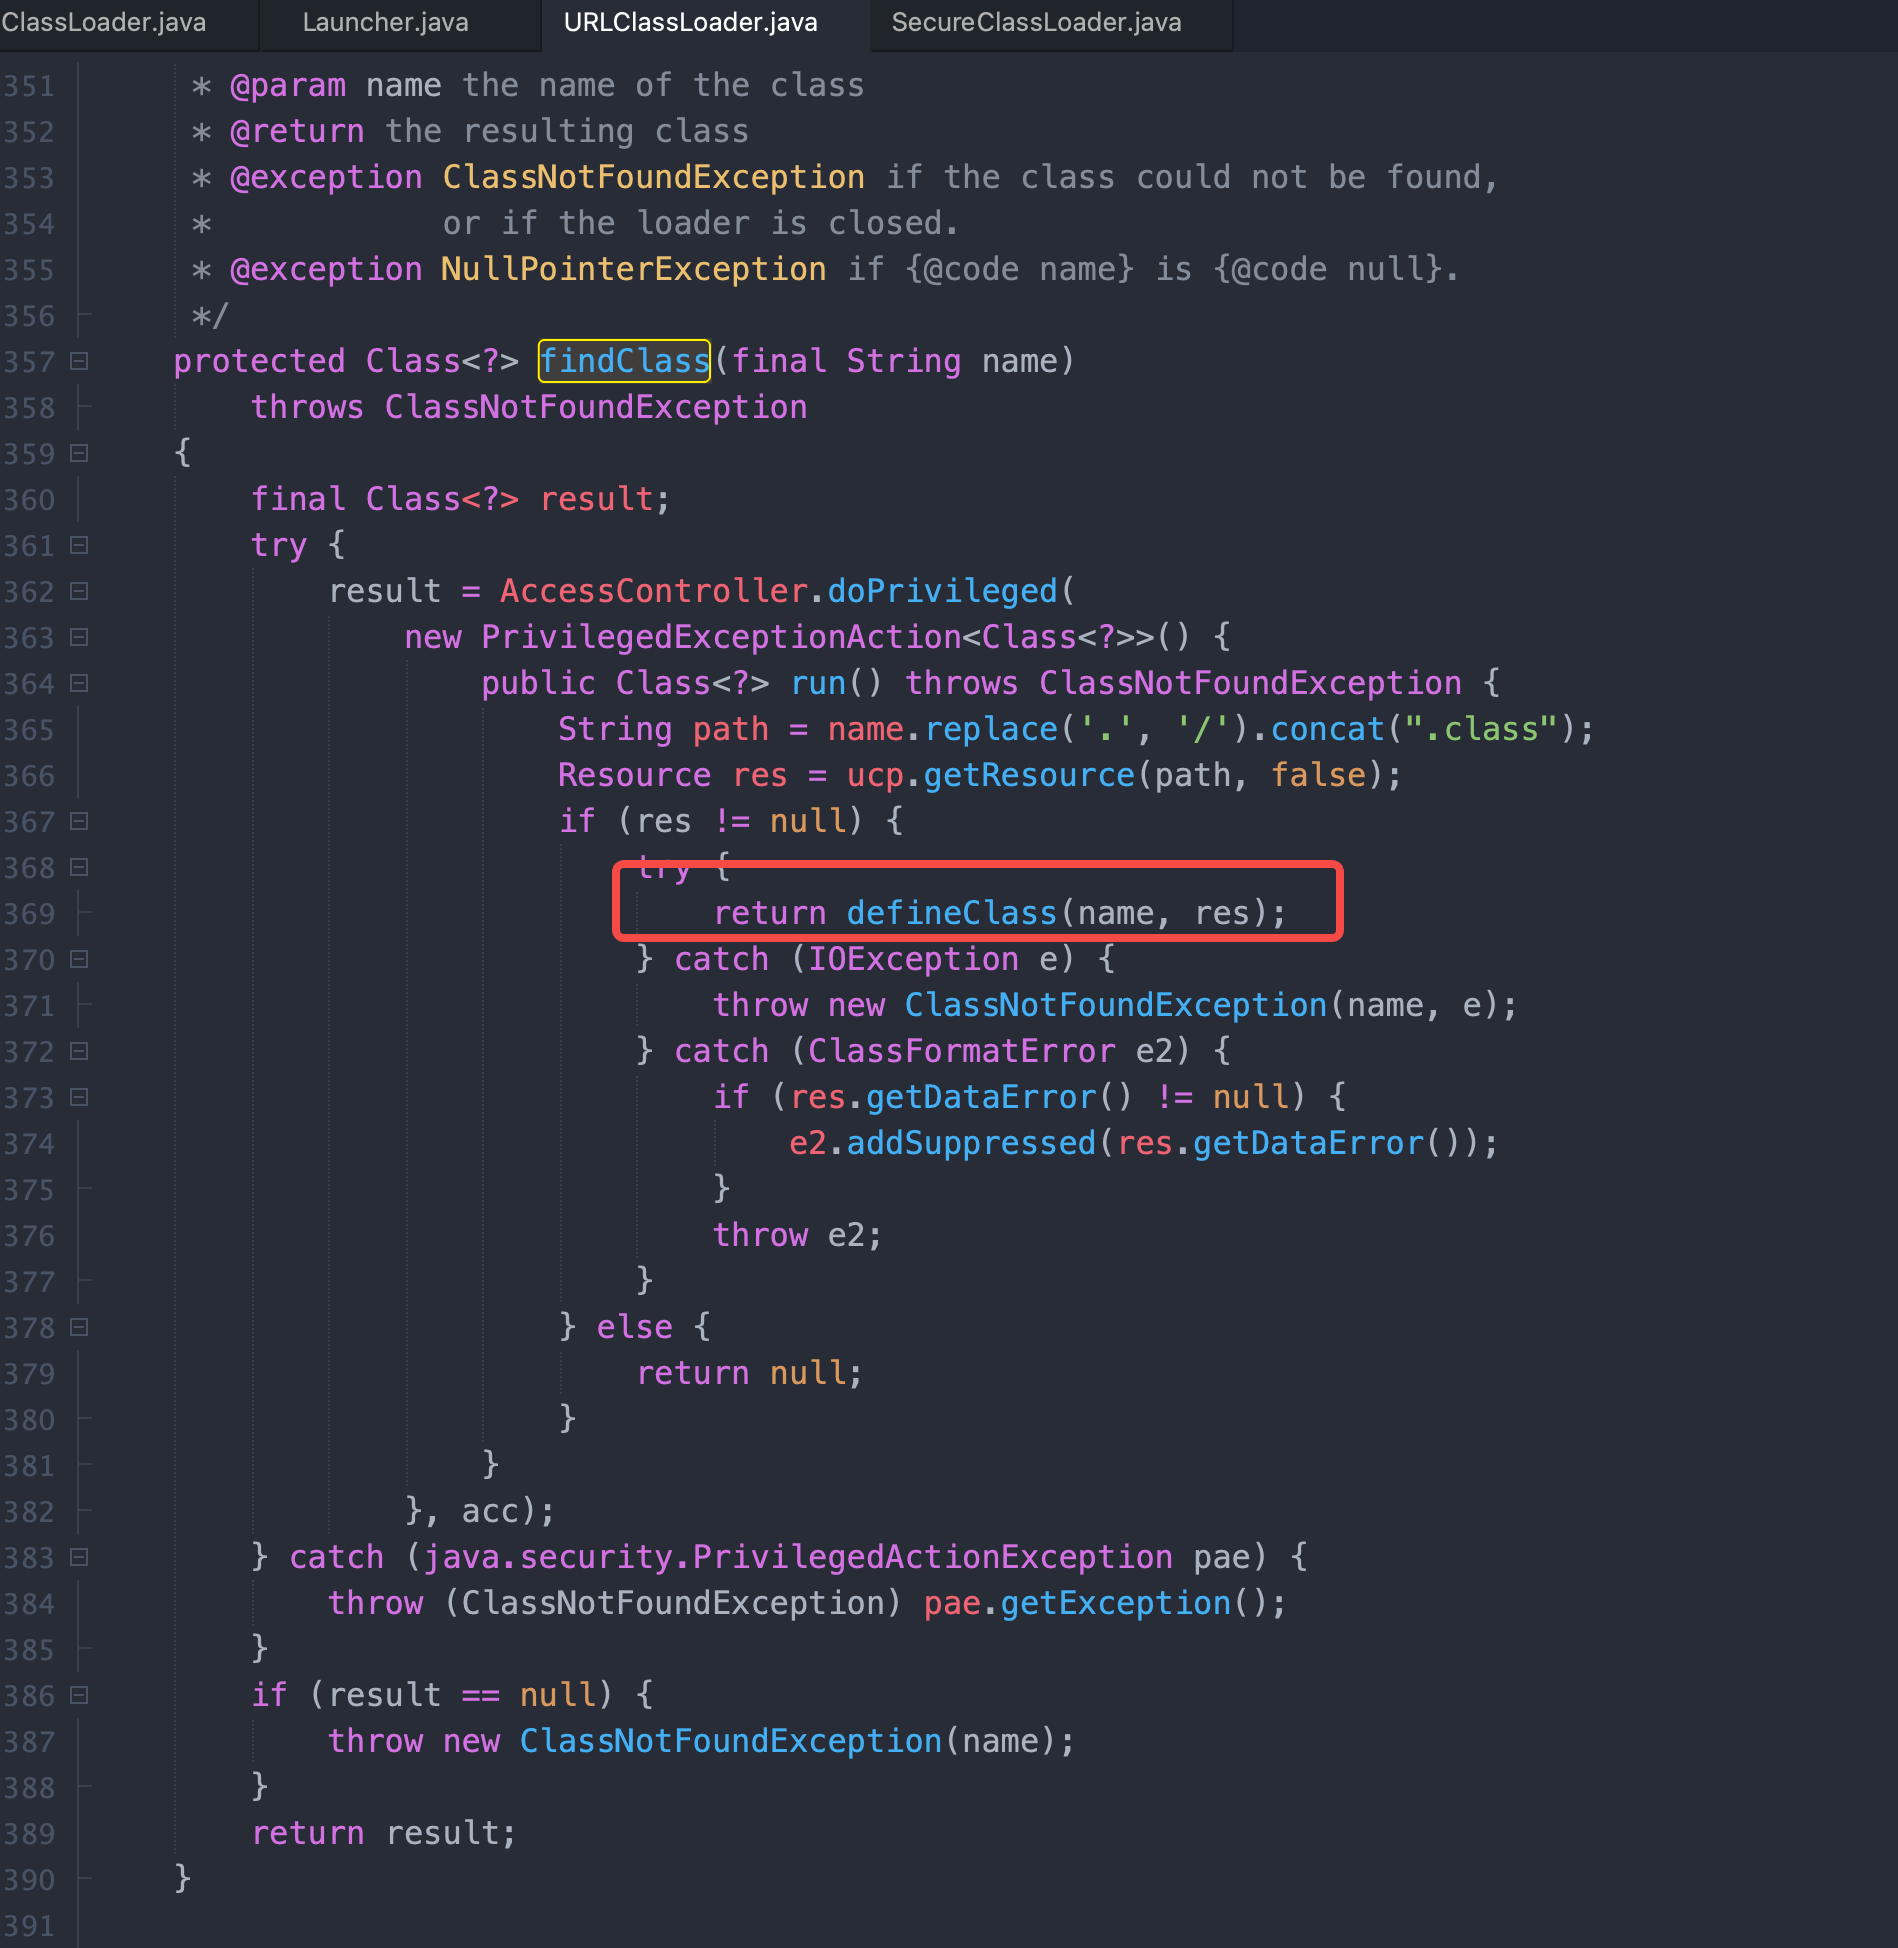 ClassLoader.java Launcher.java URLClassLoader.java SecureClassLoader.java
351 * @param name the name of the class
352 * @return the resulting class
353 * @exception ClassNotFoundException if the class could not be found,
354 * or if the loader is closed.
355 * @exception NullPointerException if {@code name} is {@code null}.
356 */
357 protected Class<?> findClass(final String name)
358 throws ClassNotFoundException
359 {
360 final Class<?> result;
361 try {
362 result = AccessController.doPrivileged(
363 new PrivilegedExceptionAction<Class<?>>() {
364 public Class<?> run() throws ClassNotFoundException {
365 String path = name.replace('.', '/').concat(".class");
366 Resource res = ucp.getResource(path, false);
367 if (res != null) {
368 try {
369 return defineClass(name, res);
370 } catch (IOException e) {
371 throw new ClassNotFoundException(name, e);
372 } catch (ClassFormatError e2) {
373 if (res.getDataError() != null) {
374 e2.addSuppressed(res.getDataError());
375 }
376 throw e2;
377 }
378 } else {
379 return null;
380 }
381 }
382 }, acc);
383 } catch (java.security.PrivilegedActionException pae) {
384 throw (ClassNotFoundException) pae.getException();
385 }
386 if (result == null) {
387 throw new ClassNotFoundException(name);
388 }
389 return result;
390 }
391